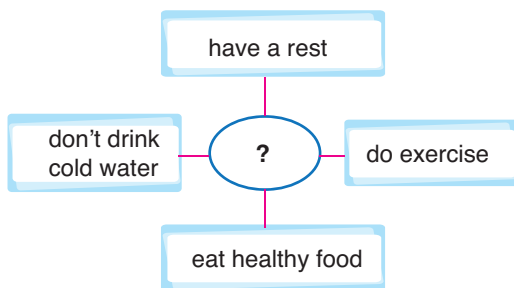 have a rest
don't drink
cold water
?
do exercise
eat healthy food